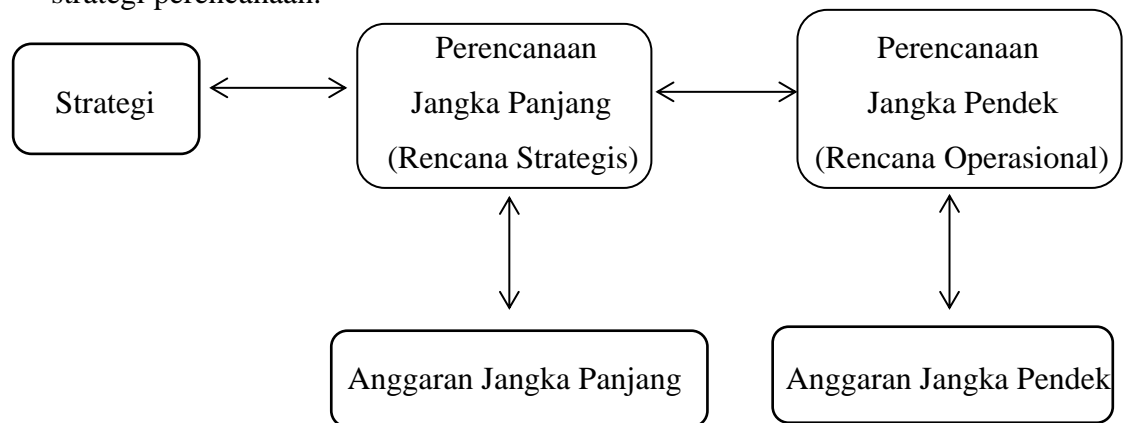 strategi perencanaan.
Strategi
Perencanaan
Jangka Panjang
(Rencana Strategis)
Perencanaan
Jangka Pendek
(Rencana Operasional)
Anggaran Jangka Panjang
Anggaran Jangka Pendek